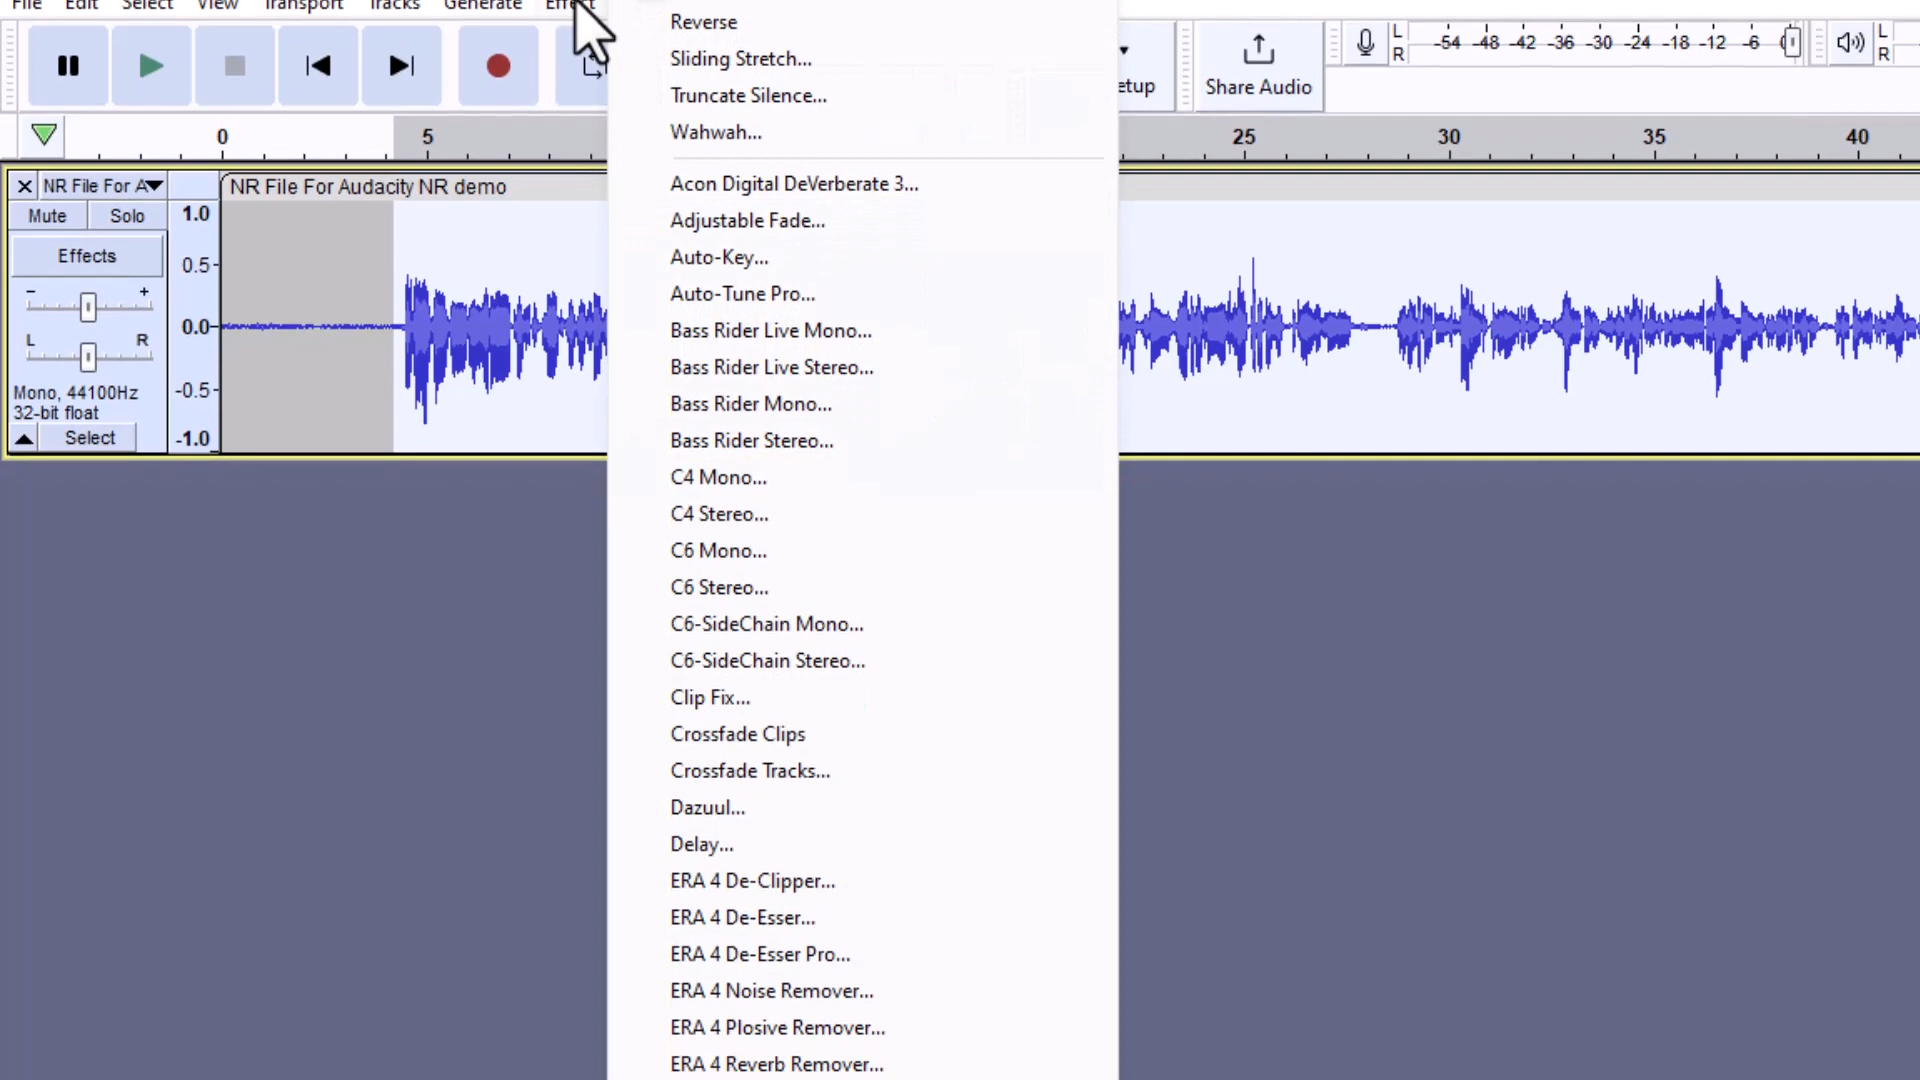 File Edit Select View Transport Tracks Generate Effect
etup
Share Audio
L
R
-54 -48 -42 -36 -30 -24 -18 -12 -6
L
R
0 5 25 30 35 40
NR File For A
NR File For Audacity NR demo
Mute Solo
Effects
- +
L R
Mono, 44100Hz
32-bit float
Select
1.0
0.5
0.0
-0.5
-1.0
Reverse
Sliding Stretch...
Truncate Silence...
Wahwah...
Acon Digital DeVerberate 3...
Adjustable Fade...
Auto-Key...
Auto-Tune Pro...
Bass Rider Live Mono...
Bass Rider Live Stereo...
Bass Rider Mono...
Bass Rider Stereo...
C4 Mono...
C4 Stereo...
C6 Mono...
C6 Stereo...
C6-SideChain Mono...
C6-SideChain Stereo...
Clip Fix...
Crossfade Clips
Crossfade Tracks...
Dazuul...
Delay...
ERA 4 De-Clipper...
ERA 4 De-Esser...
ERA 4 De-Esser Pro...
ERA 4 Noise Remover...
ERA 4 Plosive Remover...
ERA 4 Reverb Remover...